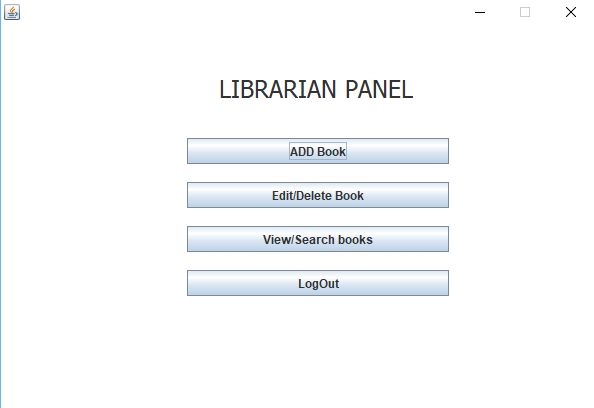 LIBRARIAN PANEL
ADD Book
Edit/Delete Book
View/Search books
LogOut